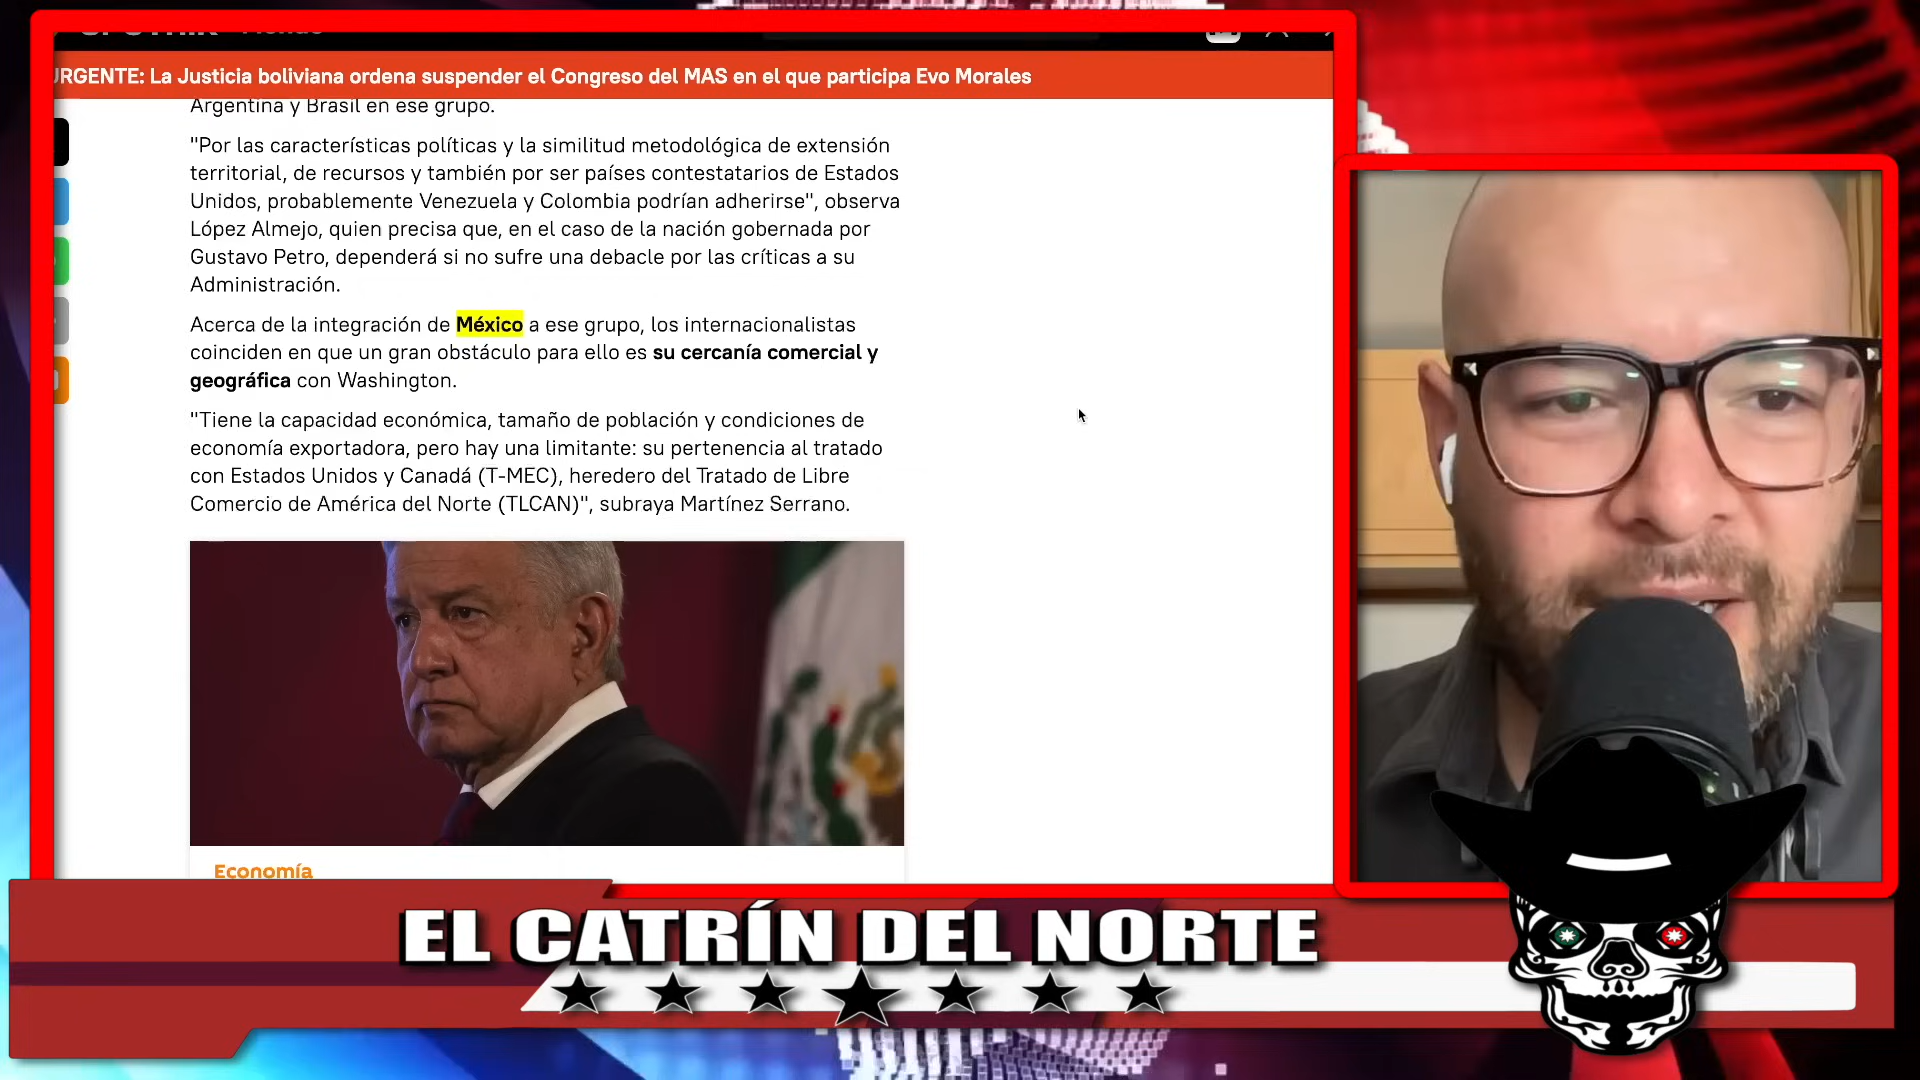 URGENTE: La Justicia boliviana ordena suspender el Congreso del MAS en el que participa Evo Morales
Argentina y Brasil en ese grupo.
"Por las características políticas y la similitud metodológica de extensión
territorial, de recursos y también por ser países contestatarios de Estados
Unidos, probablemente Venezuela y Colombia podrían adherirse", observa
López Almejo, quien precisa que, en el caso de la nación gobernada por
Gustavo Petro, dependerá si no sufre una debacle por las críticas a su
Administración.
Acerca de la integración de México a ese grupo, los internacionalistas
coinciden en que un gran obstáculo para ello es su cercanía comercial y
geográfica con Washington.
"Tiene la capacidad económica, tamaño de población y condiciones de
economía exportadora, pero hay una limitante: su pertenencia al tratado
con Estados Unidos y Canadá (T-MEC), heredero del Tratado de Libre
Comercio de América del Norte (TLCAN)", subraya Martínez Serrano.
Economía
EL CATRÍN DEL NORTE